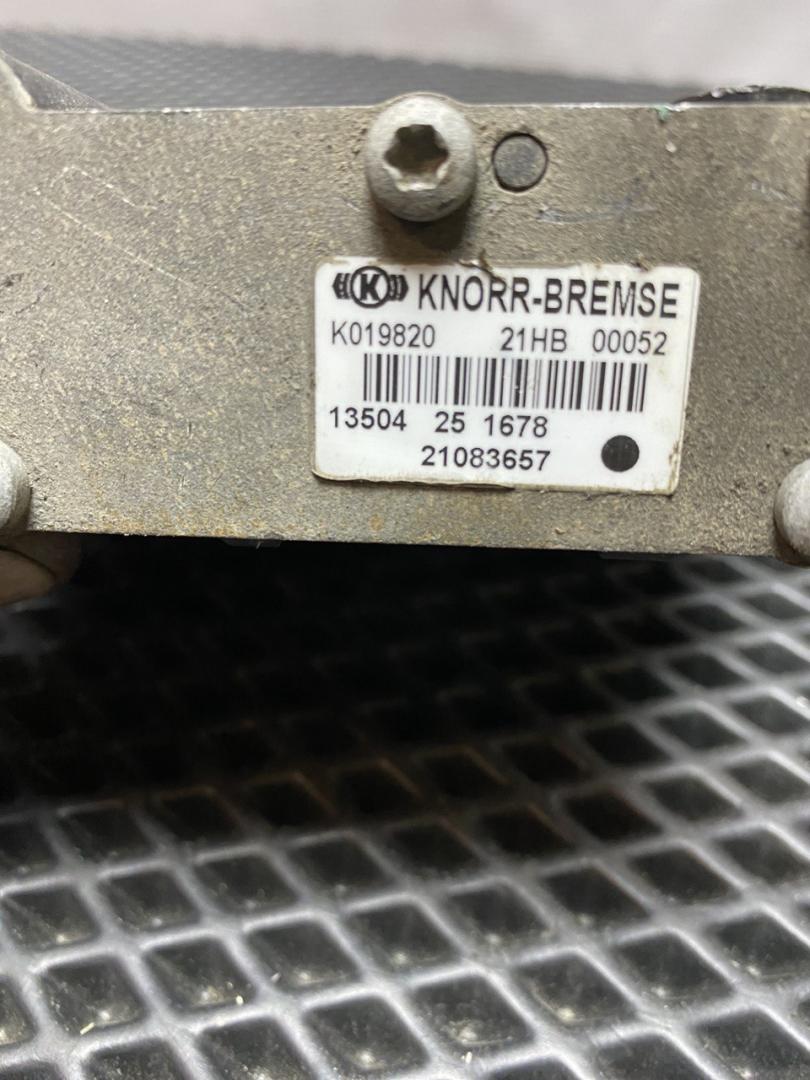 K KNORR-BREMSE
K019820 21HB 00052
13504 25 1678
21083657